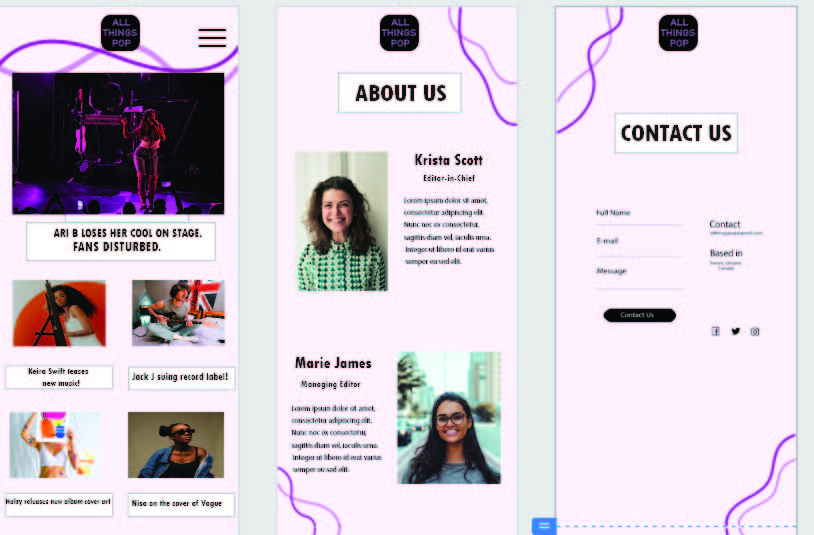 ALL
THINGS
POP
ARI B LOSES HER COOL ON STAGE.
FANS DISTURBED.
Keira Swift teases
new music!
Jack J suing record label!
Halzy releases new album cover art
Nisa on the cover of Vogue
ALL
THINGS
POP
ABOUT US
Krista Scott
Editor-in-Chief
Lorem ipsum dolor sit amet,
consectetur adipiscing elit.
Nunc nec ex consectetur,
sagittis diam vel, iaculis urna.
Integer ut libero id erat varius
semper eu sed elit.
Marie James
Managing Editor
Lorem ipsum dolor sit amet,
consectetur adipiscing elit.
Nunc nec ex consectetur,
sagittis diam vel, iaculis urna.
Integer ut libero id erat varius
semper eu sed elit.
ALL
THINGS
POP
CONTACT US
Full Name
E-mail
Message
Contact Us
Contact
Based in
Canada